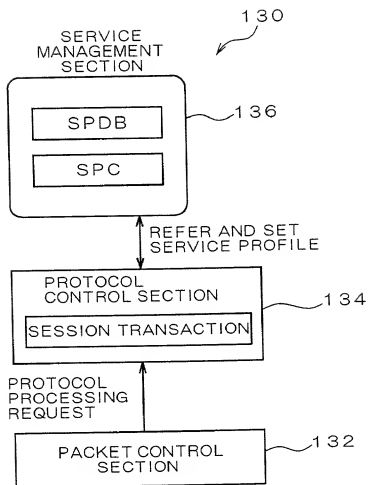 130
SERVICE
MANAGEMENT
SECTION
136
SPDB
SPC
REFER AND SET
SERVICE PROFILE
PROTOCOL
CONTROL SECTION
134
SESSION TRANSACTION
PROTOCOL
PROCESSING
REQUEST
132
PACKET CONTROL
SECTION